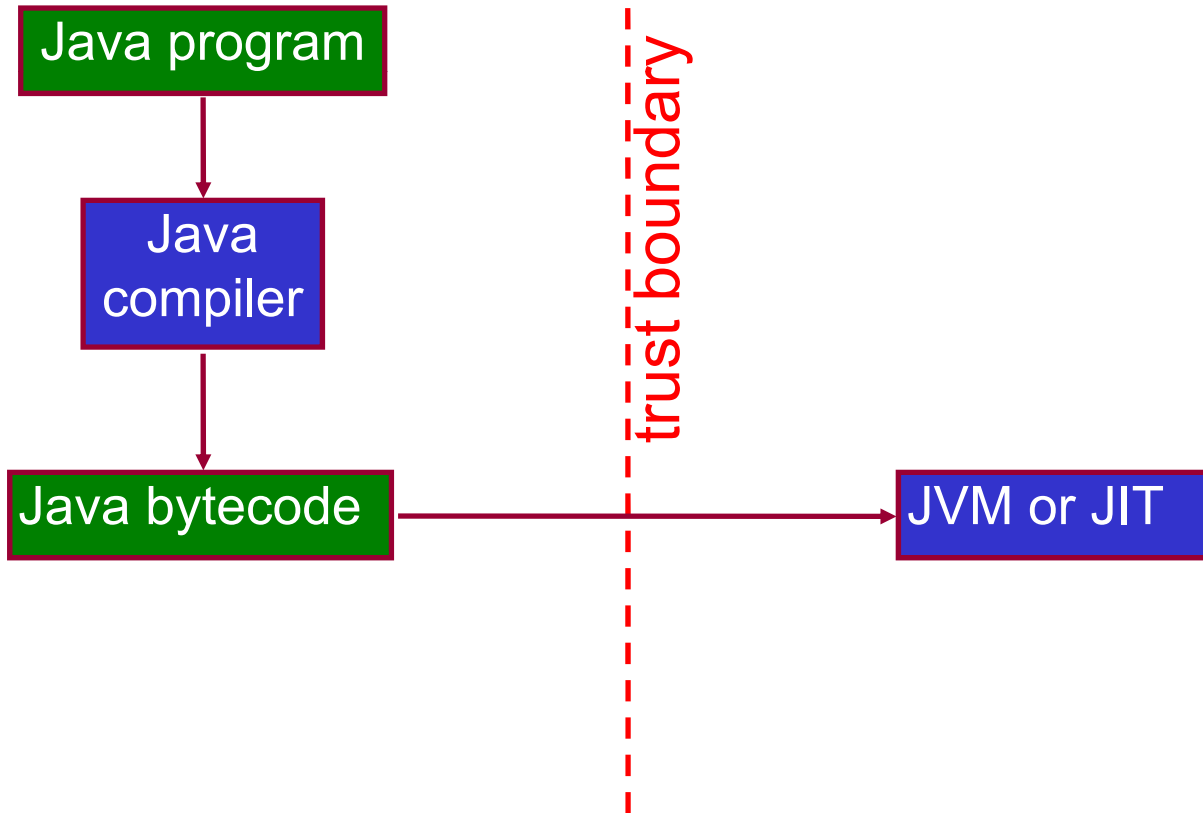 Java program
trust boundary
Java
compiler
Java bytecode
JVM or JIT